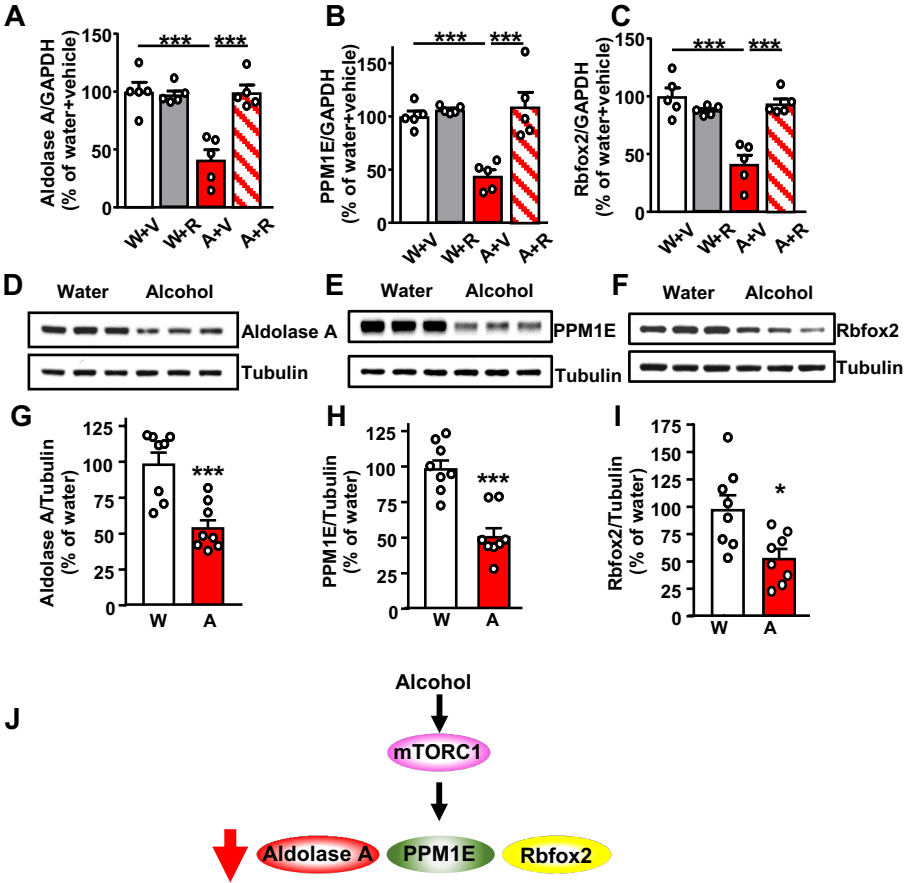 A
Aldolase A/GAPDH
(% of water+vehicle)
150
100
50
0
***
***
W+V
W+R
A+V
A+R
B
PPM1E/GAPDH
(% of water+vehicle)
150
100
50
0
***
***
W+V
W+R
A+V
A+R
C
Rbfox2/GAPDH
(% of water+vehicle)
150
100
50
0
***
***
W+V
W+R
A+V
A+R
D
Water
Alcohol
Aldolase A
Tubulin
E
Water
Alcohol
PPM1E
Tubulin
F
Water
Alcohol
Rbfox2
Tubulin
G
Aldolase A/Tubulin
(% of water)
125
100
75
50
25
0
***
W
A
H
PPM1E/Tubulin
(% of water)
125
100
75
50
25
0
***
W
A
I
Rbfox2/Tubulin
(% of water)
175
150
125
100
75
50
25
0
*
W
A
J
Alcohol
mTORC1
Aldolase A
PPM1E
Rbfox2